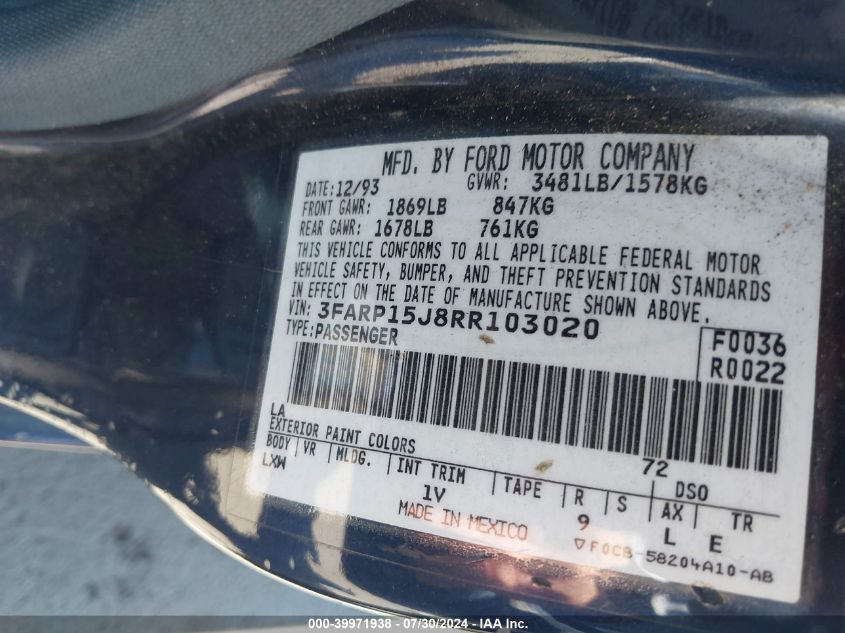 MFD. BY FORD MOTOR COMPANY
DATE: 12/93 GVWR: 3481LB/1578KG
FRONT GAWR: 1869LB 847KG
REAR GAWR: 1678LB 761KG
THIS VEHICLE CONFORMS TO ALL APPLICABLE FEDERAL MOTOR
VEHICLE SAFETY, BUMPER, AND THEFT PREVENTION STANDARDS
IN EFFECT ON THE DATE OF MANUFACTURE SHOWN ABOVE.
VIN: 3FARP15J8RR103020
TYPE: PASSENGER
F0036
R0022
LA
EXTERIOR PAINT COLORS 72 DSO
BODY VR MLDG. INT TRIM TAPE R S AX TR
LXW 1V 9 L E
MADE IN MEXICO
F0CB-58204A10-AB
000-39971938 - 07/30/2024 - IAAI.com